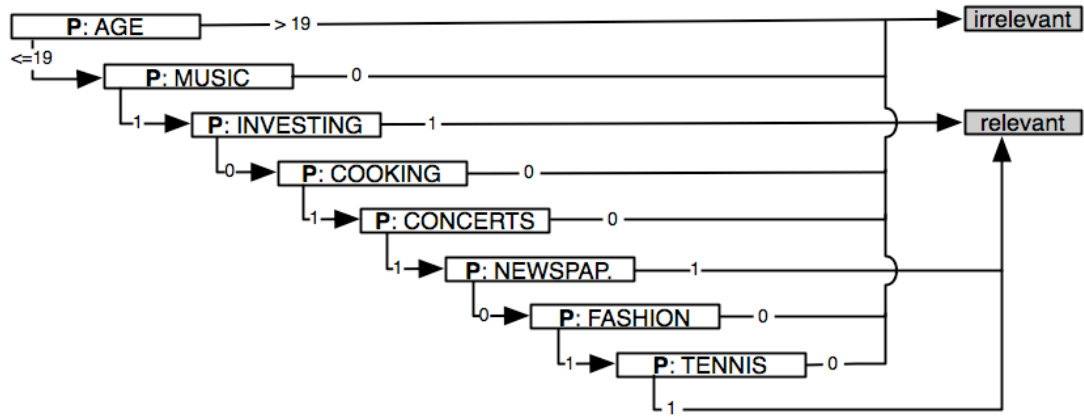 P: AGE > 19 irrelevant
<=19
P: MUSIC 0
1 P: INVESTING 1 relevant
0 P: COOKING 0
1 P: CONCERTS 0
1 P: NEWSPAP. 1
0 P: FASHION 0
1 P: TENNIS 0
1